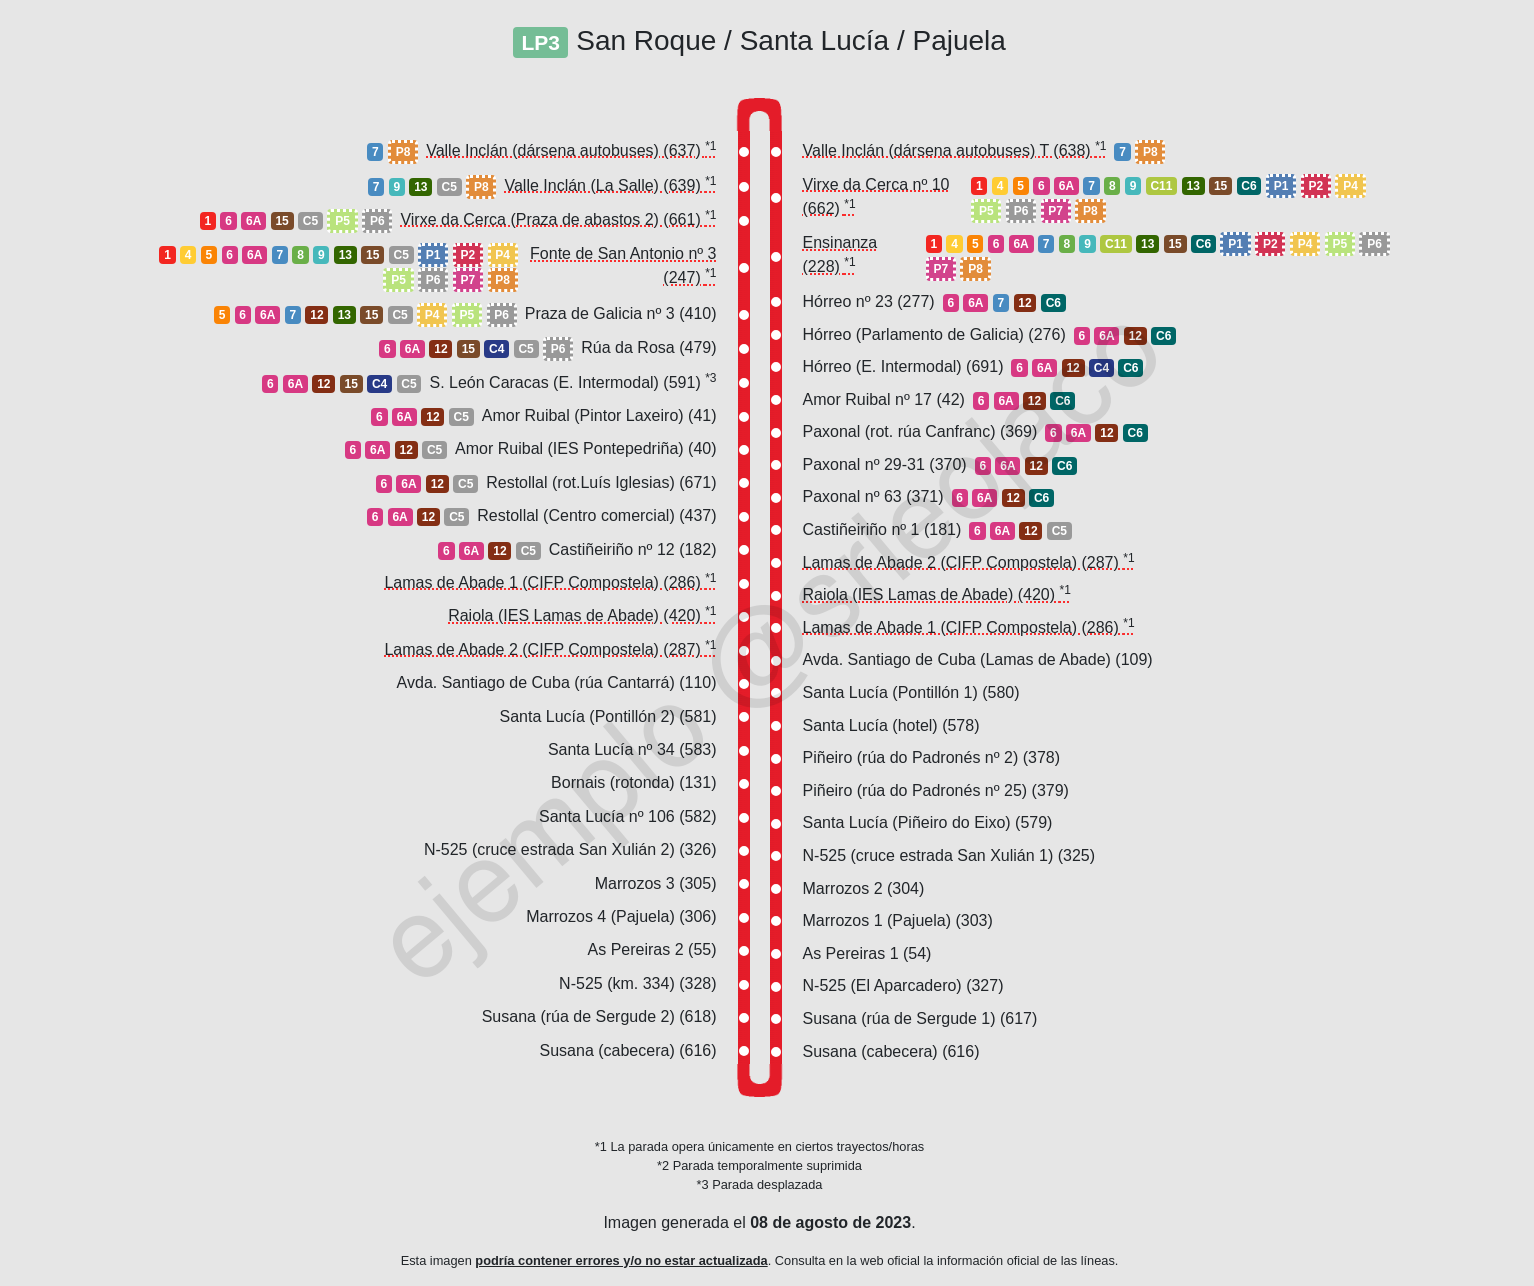 LP3 San Roque / Santa Lucía / Pajuela
7 P8 Valle Inclán (dársena autobuses) (637) *1
7 9 13 C5 P8 Valle Inclán (La Salle) (639) *1
1 6 6A 15 C5 P5 P6 Virxe da Cerca (Praza de abastos 2) (661) *1
1 4 5 6 6A 7 8 9 13 15 C5 P1 P2 P4 Fonte de San Antonio nº 3
P5 P6 P7 P8 (247) *1
5 6 6A 7 12 13 15 C5 P4 P5 P6 Praza de Galicia nº 3 (410)
6 6A 12 15 C4 C5 P6 Rúa da Rosa (479)
6 6A 12 15 C4 C5 S. León Caracas (E. Intermodal) (591) *3
6 6A 12 C5 Amor Ruibal (Pintor Laxeiro) (41)
6 6A 12 C5 Amor Ruibal (IES Pontepedriña) (40)
6 6A 12 C5 Restollal (rot.Luís Iglesias) (671)
6 6A 12 C5 Restollal (Centro comercial) (437)
6 6A 12 C5 Castiñeiriño nº 12 (182)
Lamas de Abade 1 (CIFP Compostela) (286) *1
Raiola (IES Lamas de Abade) (420) *1
Lamas de Abade 2 (CIFP Compostela) (287) *1
Avda. Santiago de Cuba (rúa Cantarrá) (110)
Santa Lucía (Pontillón 2) (581)
Santa Lucía nº 34 (583)
Bornais (rotonda) (131)
Santa Lucía nº 106 (582)
N-525 (cruce estrada San Xulián 2) (326)
Marrozos 3 (305)
Marrozos 4 (Pajuela) (306)
As Pereiras 2 (55)
N-525 (km. 334) (328)
Susana (rúa de Sergude 2) (618)
Susana (cabecera) (616)
Valle Inclán (dársena autobuses) T (638) *1 7 P8
Virxe da Cerca nº 10 1 4 5 6 6A 7 8 9 C11 13 15 C6 P1 P2 P4
(662) *1 P5 P6 P7 P8
Ensinanza 1 4 5 6 6A 7 8 9 C11 13 15 C6 P1 P2 P4 P5 P6
(228) *1 P7 P8
Hórreo nº 23 (277) 6 6A 7 12 C6
Hórreo (Parlamento de Galicia) (276) 6 6A 12 C6
Hórreo (E. Intermodal) (691) 6 6A 12 C4 C6
Amor Ruibal nº 17 (42) 6 6A 12 C6
Paxonal (rot. rúa Canfranc) (369) 6 6A 12 C6
Paxonal nº 29-31 (370) 6 6A 12 C6
Paxonal nº 63 (371) 6 6A 12 C6
Castiñeiriño nº 1 (181) 6 6A 12 C5
Lamas de Abade 2 (CIFP Compostela) (287) *1
Raiola (IES Lamas de Abade) (420) *1
Lamas de Abade 1 (CIFP Compostela) (286) *1
Avda. Santiago de Cuba (Lamas de Abade) (109)
Santa Lucía (Pontillón 1) (580)
Santa Lucía (hotel) (578)
Piñeiro (rúa do Padronés nº 2) (378)
Piñeiro (rúa do Padronés nº 25) (379)
Santa Lucía (Piñeiro do Eixo) (579)
N-525 (cruce estrada San Xulián 1) (325)
Marrozos 2 (304)
Marrozos 1 (Pajuela) (303)
As Pereiras 1 (54)
N-525 (El Aparcadero) (327)
Susana (rúa de Sergude 1) (617)
Susana (cabecera) (616)
ejemplo @srleojaco
*1 La parada opera únicamente en ciertos trayectos/horas
*2 Parada temporalmente suprimida
*3 Parada desplazada
Imagen generada el 08 de agosto de 2023.
Esta imagen podría contener errores y/o no estar actualizada. Consulta en la web oficial la información oficial de las líneas.